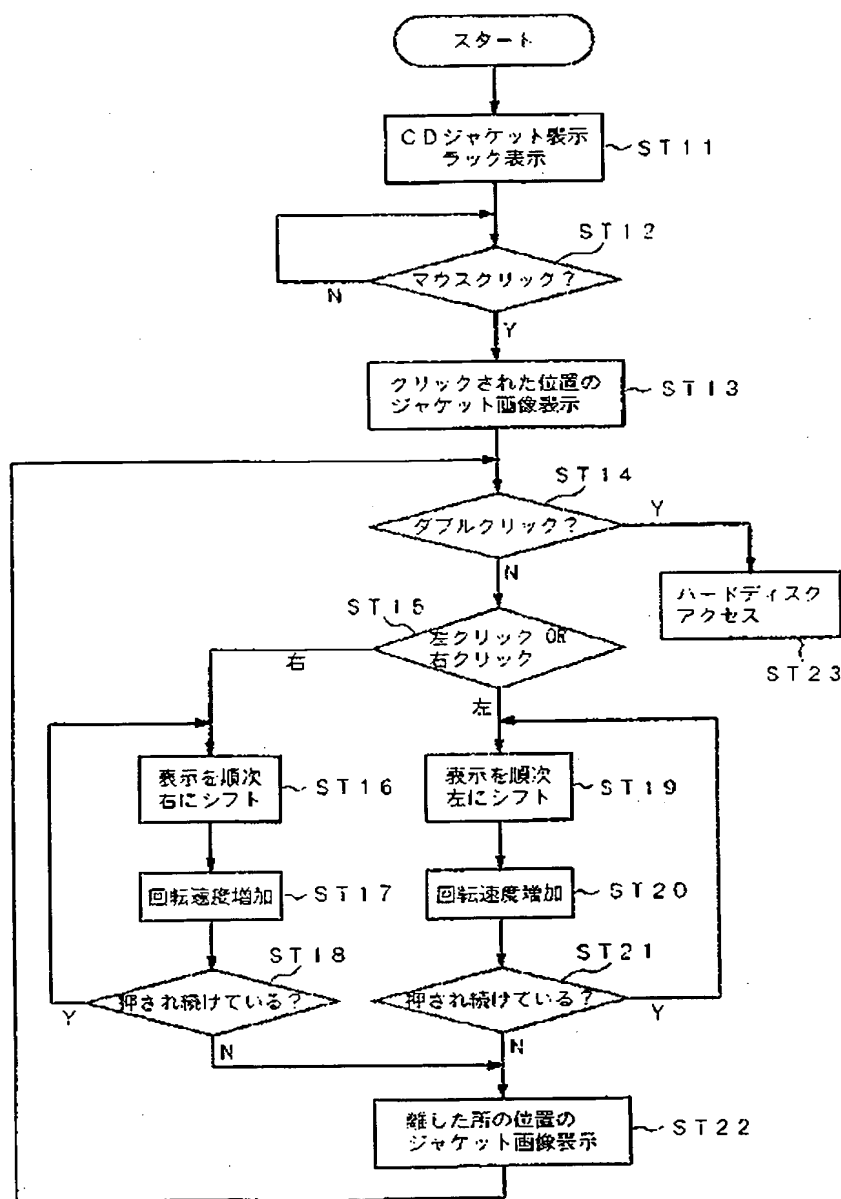 スタート
CDジャケット表示
ラック表示
ST11
ST12
マウスクリック?
N
Y
クリックされた位置の
ジャケット画像表示
ST13
ST14
ダブルクリック?
Y
N
ハードディスク
アクセス
ST23
ST15
左クリック OR
右クリック
右
左
表示を順次
右にシフト
ST16
表示を順次
左にシフト
ST19
回転速度増加
ST17
回転速度増加
ST20
ST18
押され続けている?
Y
N
ST21
押され続けている?
Y
N
離した所の位置の
ジャケット画像表示
ST22